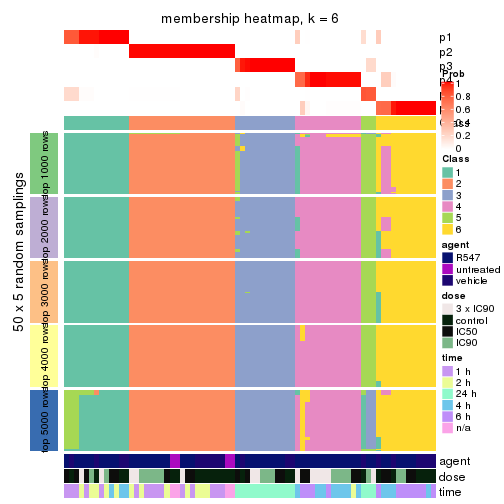 membership heatmap, k = 6
p1
p2
p3
p4
Prob
1
0.8
0.6
0.4
0.2
0
Class
1
2
3
4
5
6
agent
R547
untreated
vehicle
dose
3 x IC90
control
IC50
IC90
time
1 h
2 h
24 h
4 h
6 h
n/a
50 x 5 random samplings
top 1000 rows
top 2000 rows
top 3000 rows
top 4000 rows
top 5000 rows
agent
dose
time